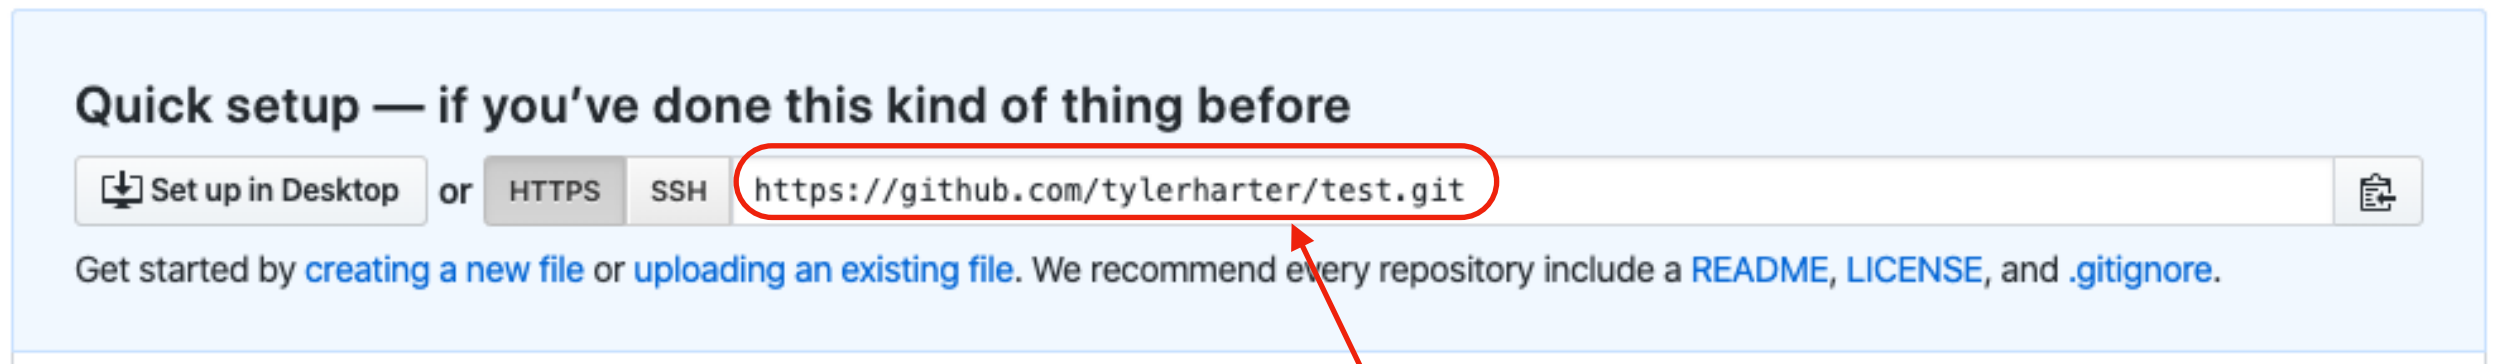 Quick setup — if you’ve done this kind of thing before
Set up in Desktop or HTTPS SSH https://github.com/tylerharter/test.git
Get started by creating a new file or uploading an existing file. We recommend every repository include a README, LICENSE, and .gitignore.